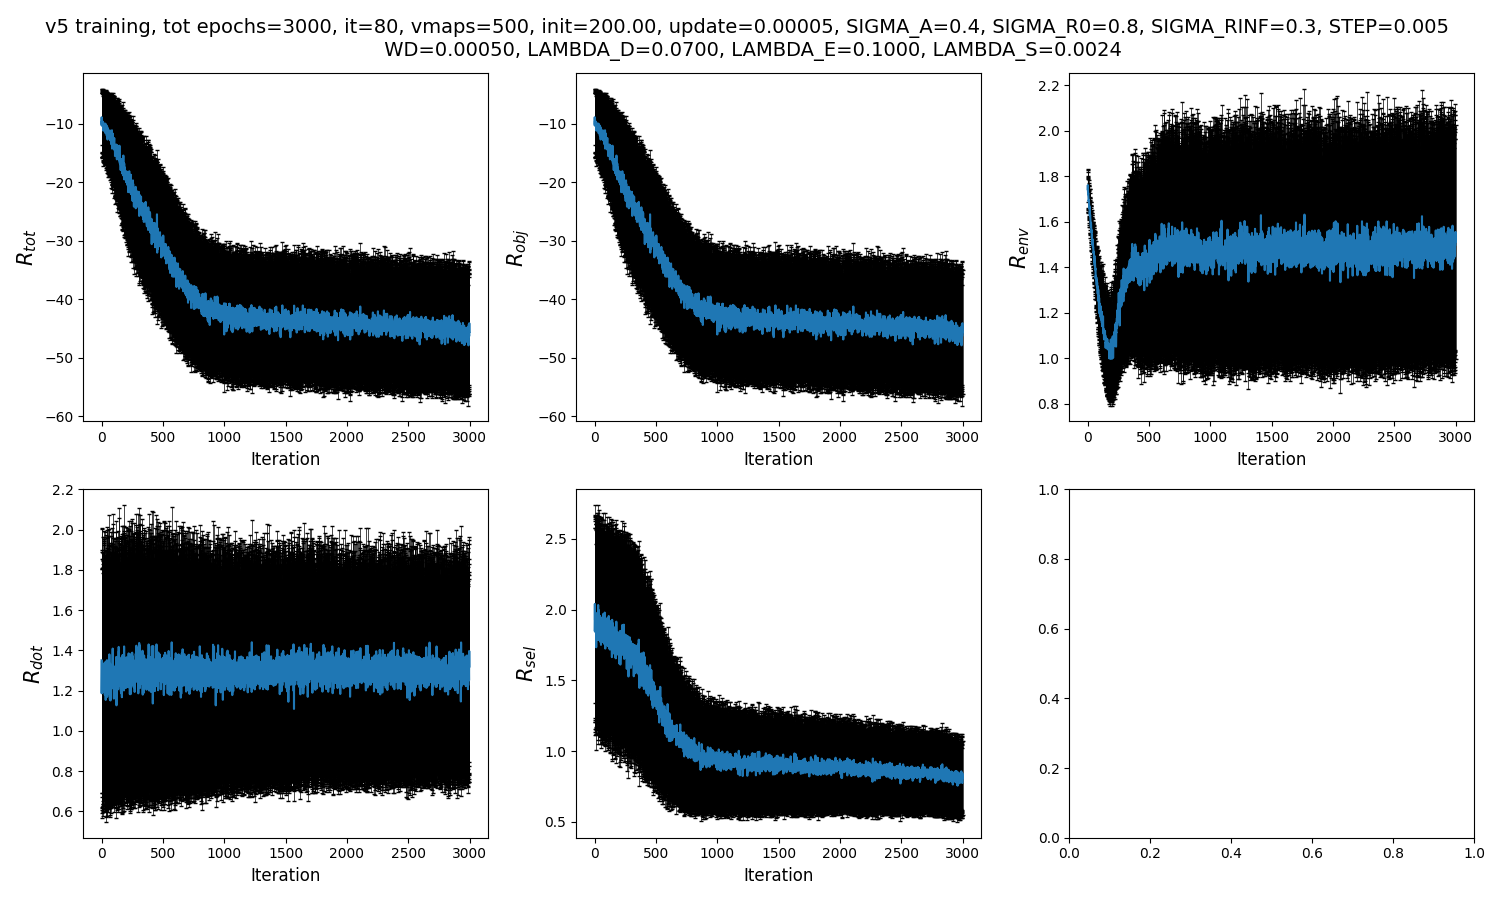 v5 training, tot epochs=3000, it=80, vmaps=500, init=200.00, update=0.00005, SIGMA_A=0.4, SIGMA_R0=0.8, SIGMA_RINF=0.3, STEP=0.005
WD=0.00050, LAMBDA_D=0.0700, LAMBDA_E=0.1000, LAMBDA_S=0.0024
R_tot
−10
−20
−30
−40
−50
−60
0 500 1000 1500 2000 2500 3000
Iteration
R_obj
−10
−20
−30
−40
−50
−60
0 500 1000 1500 2000 2500 3000
Iteration
R_env
2.2
2.0
1.8
1.6
1.4
1.2
1.0
0.8
0 500 1000 1500 2000 2500 3000
Iteration
R_dot
2.2
2.0
1.8
1.6
1.4
1.2
1.0
0.8
0.6
0 500 1000 1500 2000 2500 3000
Iteration
R_sel
2.5
2.0
1.5
1.0
0.5
0 500 1000 1500 2000 2500 3000
Iteration
1.0
0.8
0.6
0.4
0.2
0.0
0.0 0.2 0.4 0.6 0.8 1.0